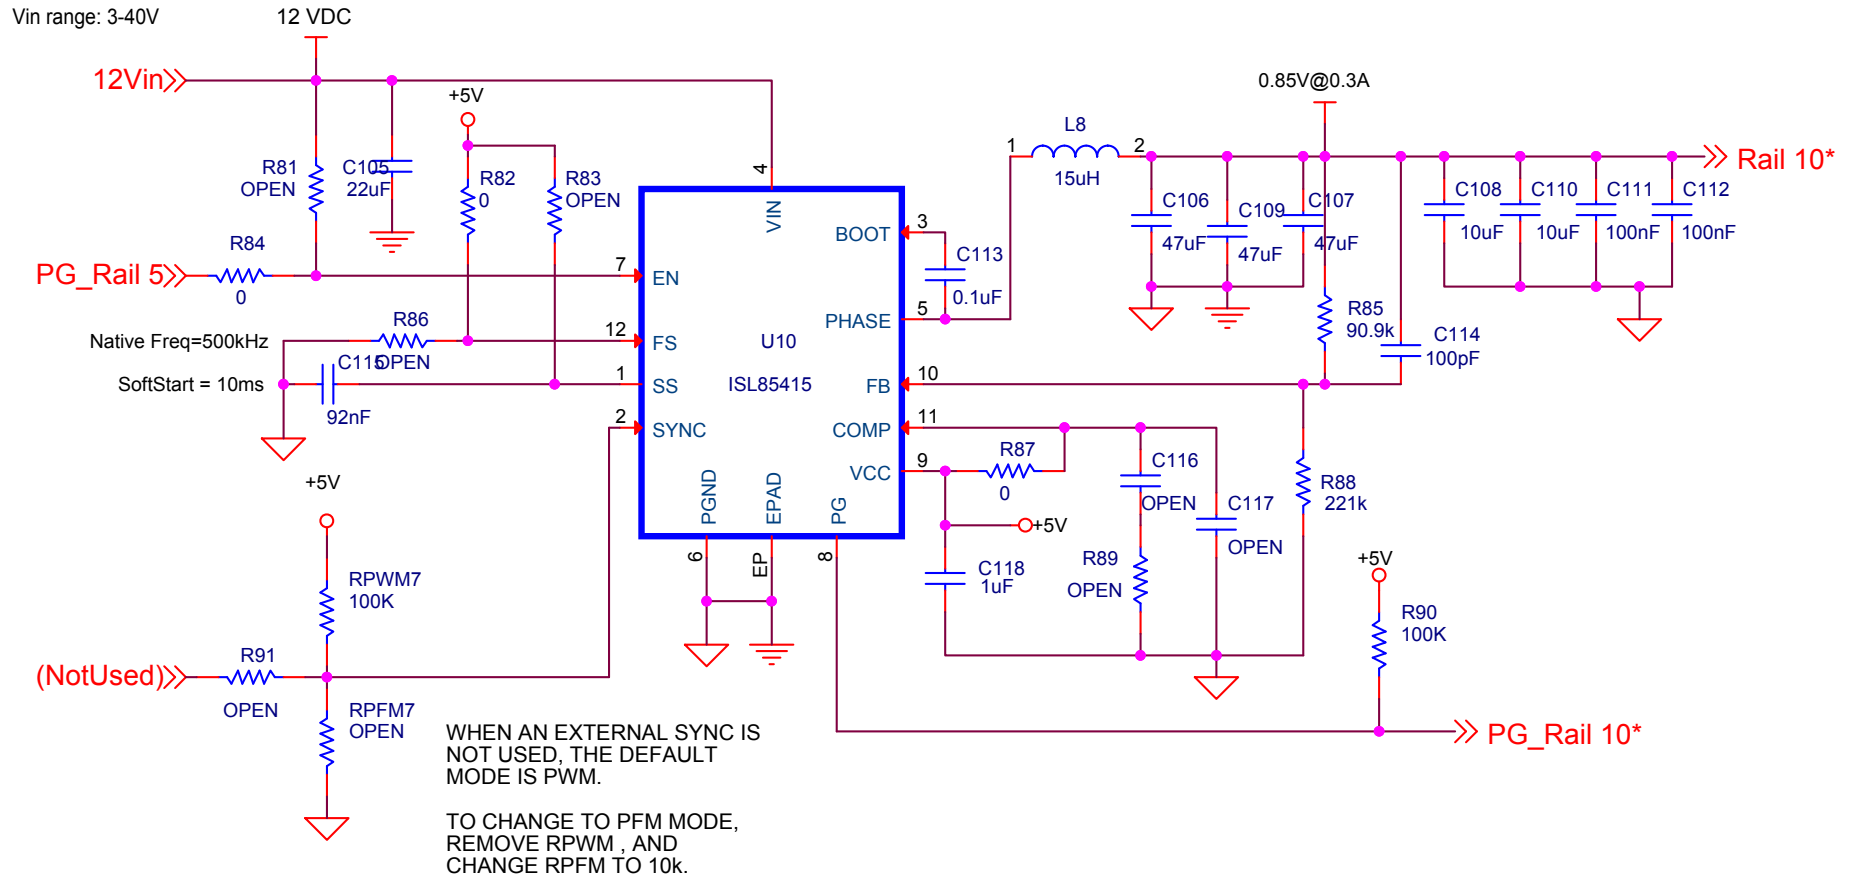 Vin range: 3-40V
12 VDC
12Vin
+5V
0.85V@0.3A
L8
1
2
15uH
Rail 10*
R81
OPEN
C105
22uF
R82
0
R83
OPEN
4
VIN
C106
47uF
C109
47uF
C107
47uF
C108
10uF
C110
10uF
C111
100nF
C112
100nF
BOOT
3
C113
0.1uF
R84
0
PG_Rail 5
7
EN
PHASE
5
R85
90.9k
C114
100pF
Native Freq=500kHz
R86
OPEN
12
FS
U10
ISL85415
SoftStart = 10ms
C115
92nF
1
SS
FB
10
2
SYNC
COMP
11
VCC
9
R87
0
C116
OPEN
C117
OPEN
R88
221k
PGND
EPAD
PG
6
EP
8
+5V
+5V
C118
1uF
R89
OPEN
+5V
R90
100K
RPWM7
100K
(NotUsed)
R91
OPEN
RPFM7
OPEN
PG_Rail 10*
WHEN AN EXTERNAL SYNC IS
NOT USED, THE DEFAULT
MODE IS PWM.
TO CHANGE TO PFM MODE,
REMOVE RPWM , AND
CHANGE RPFM TO 10k.